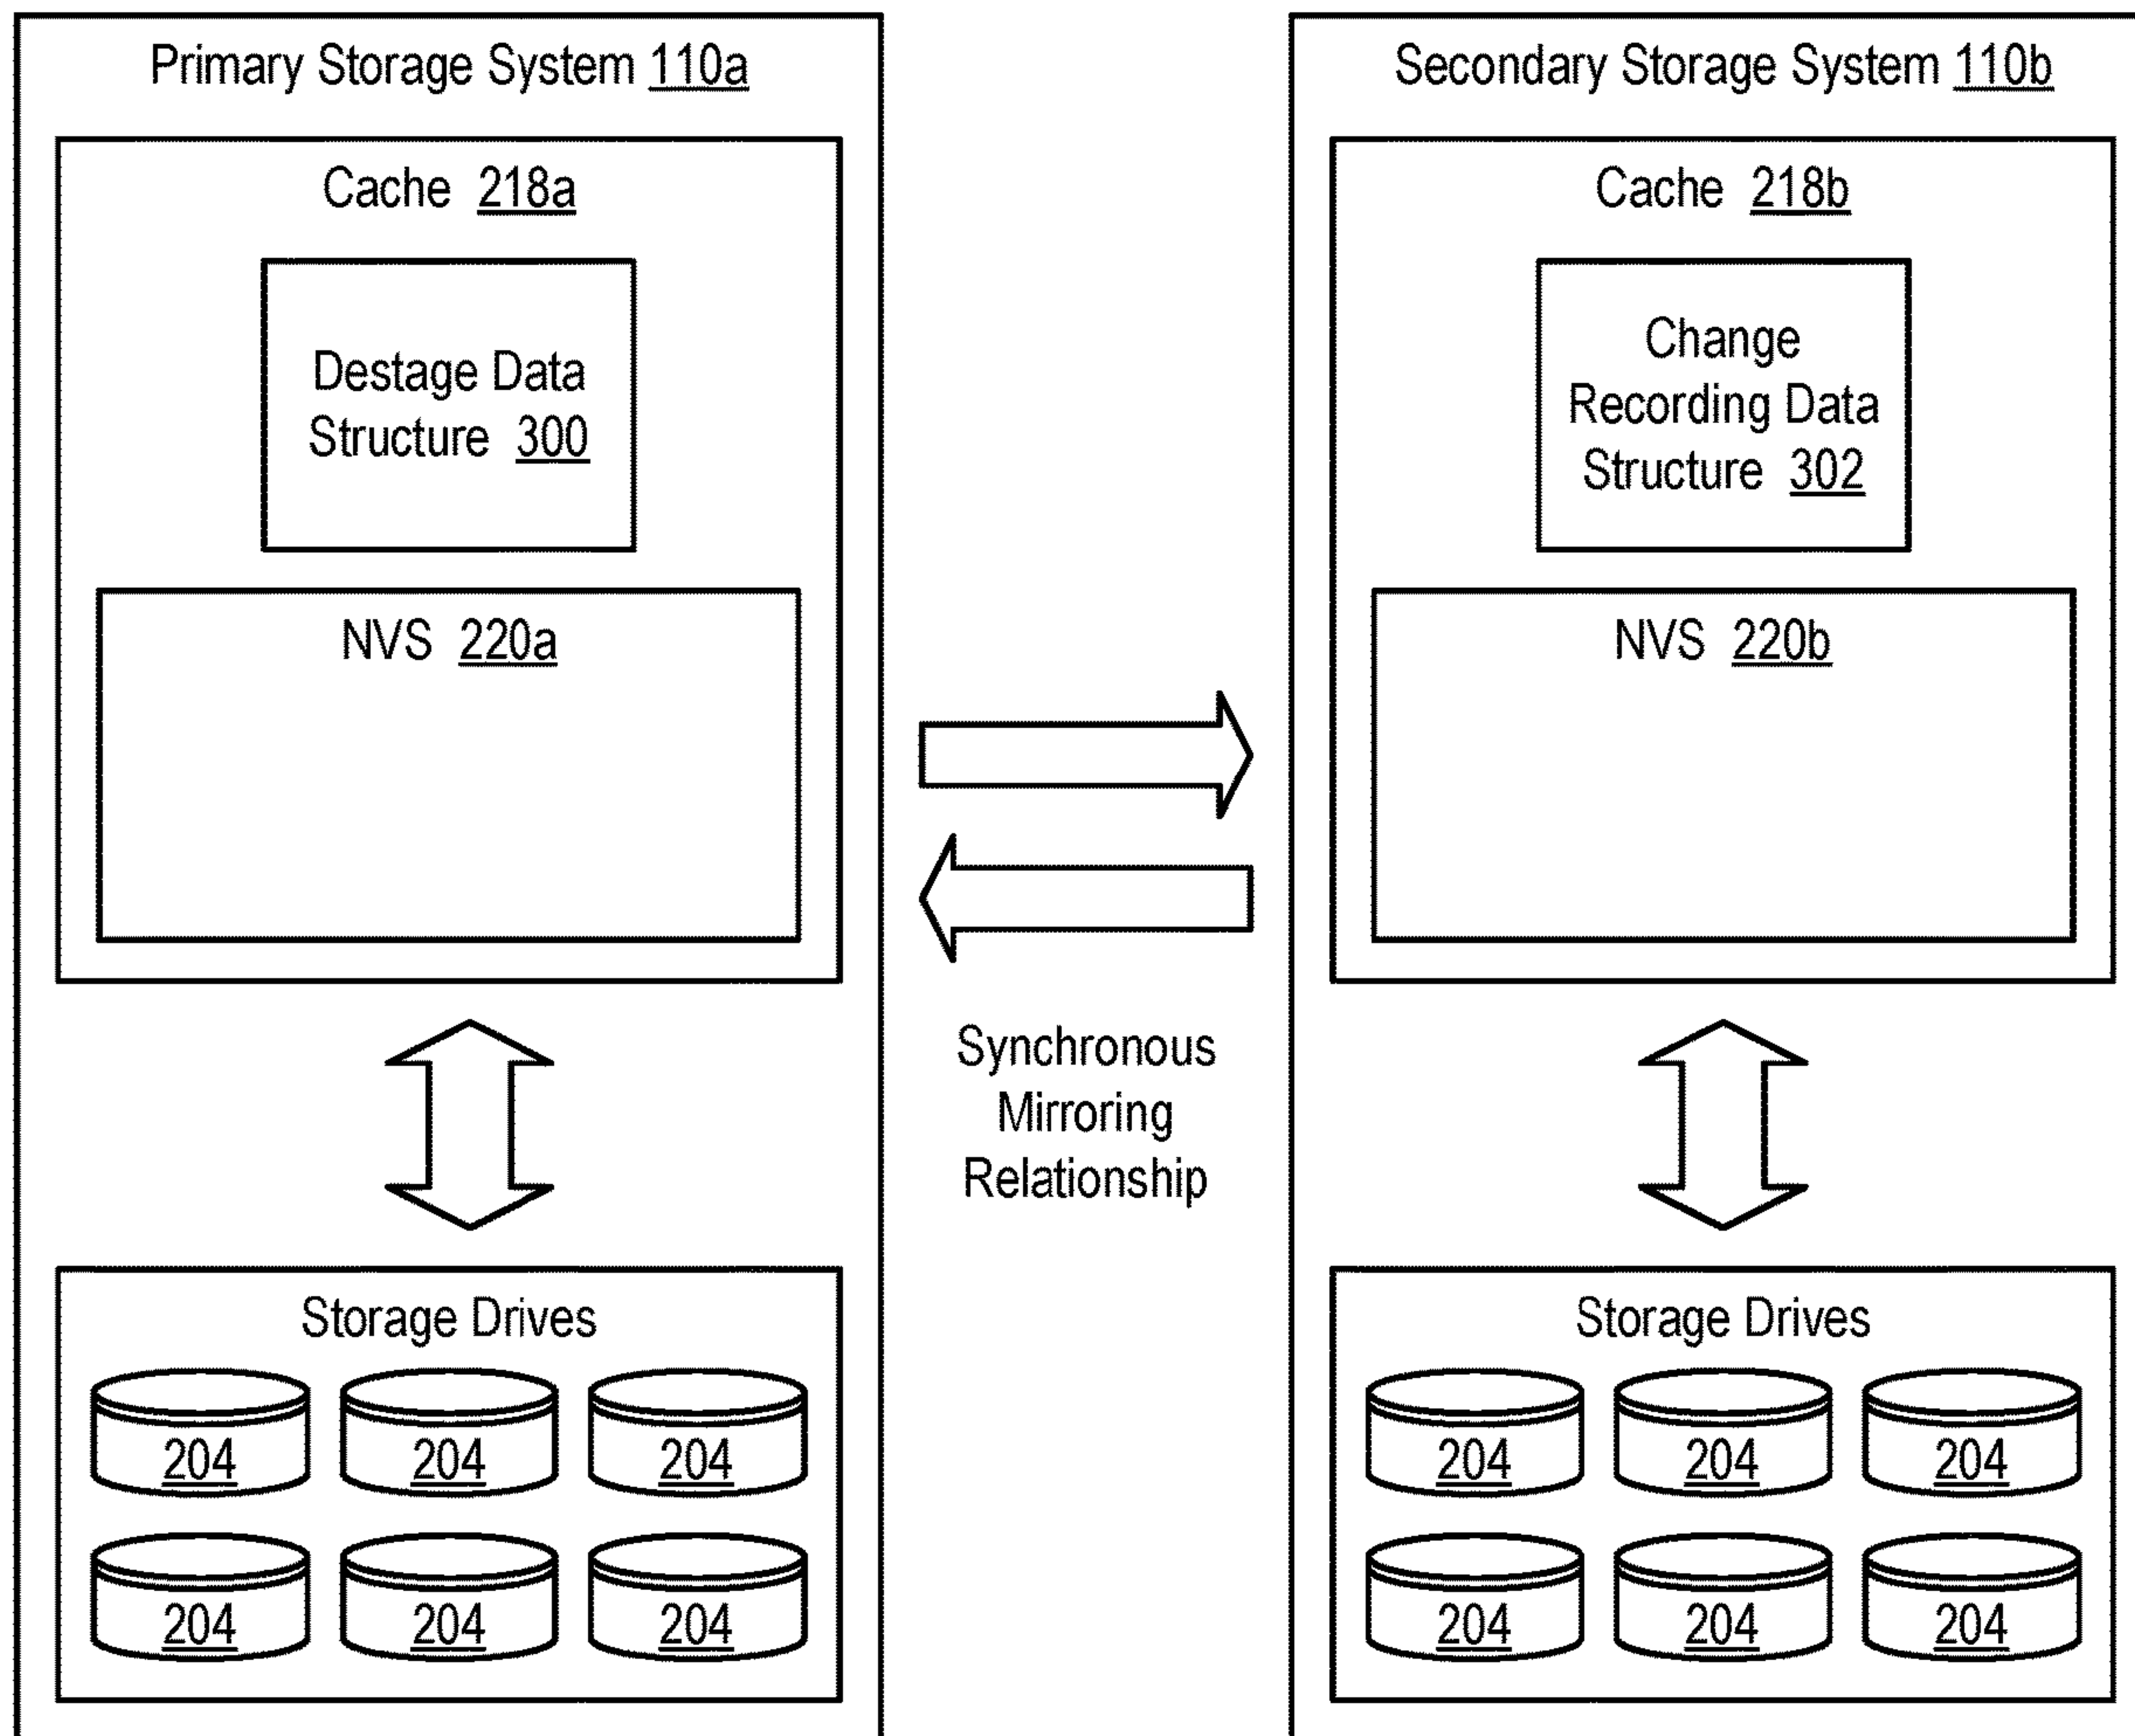 Primary Storage System 110a
Cache 218a
Destage Data
Structure 300
NVS 220a
Storage Drives
204 204 204
204 204 204
Synchronous
Mirroring
Relationship
Secondary Storage System 110b
Cache 218b
Change
Recording Data
Structure 302
NVS 220b
Storage Drives
204 204 204
204 204 204